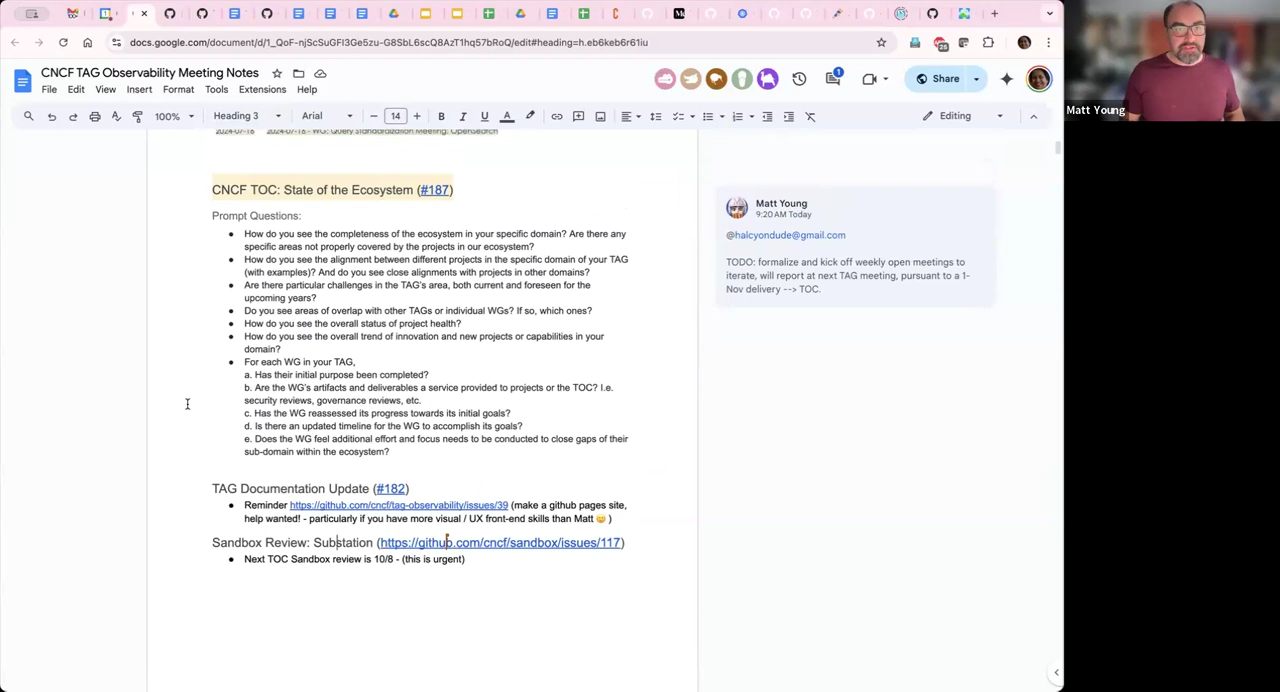 docs.google.com/document/d/1_QoF-njScSuGFI3Ge5zu-G8SbL6scQ8AzT1hq57bRoQ/edit#heading=h.eb6keb6r61iu
25
CNCF TAG Observability Meeting Notes
1
Share
File Edit View Insert Format Tools Extensions Help
100% Heading 3 Arial 14 B I U A Editing
2024-07-16 2024-07-16 - WG: Query Standardization Meeting: OpenSearch
CNCF TOC: State of the Ecosystem (#187)
Prompt Questions:
● How do you see the completeness of the ecosystem in your specific domain? Are there any
specific areas not properly covered by the projects in our ecosystem?
● How do you see the alignment between different projects in the specific domain of your TAG
(with examples)? And do you see close alignments with projects in other domains?
● Are there particular challenges in the TAG's area, both current and foreseen for the
upcoming years?
● Do you see areas of overlap with other TAGs or individual WGs? If so, which ones?
● How do you see the overall status of project health?
● How do you see the overall trend of innovation and new projects or capabilities in your
domain?
● For each WG in your TAG,
a. Has their initial purpose been completed?
b. Are the WG's artifacts and deliverables a service provided to projects or the TOC? I.e.
security reviews, governance reviews, etc.
c. Has the WG reassessed its progress towards its initial goals?
d. Is there an updated timeline for the WG to accomplish its goals?
e. Does the WG feel additional effort and focus needs to be conducted to close gaps of their
sub-domain within the ecosystem?
TAG Documentation Update (#182)
● Reminder https://github.com/cncf/tag-observability/issues/39 (make a github pages site,
help wanted! - particularly if you have more visual / UX front-end skills than Matt 😊 )
Sandbox Review: Substation (https://github.com/cncf/sandbox/issues/117)
● Next TOC Sandbox review is 10/8 - (this is urgent)
Matt Young
9:20 AM Today
@halcyondude@gmail.com
TODO: formalize and kick off weekly open meetings to
iterate, will report at next TAG meeting, pursuant to a 1-
Nov delivery --> TOC.
Matt Young